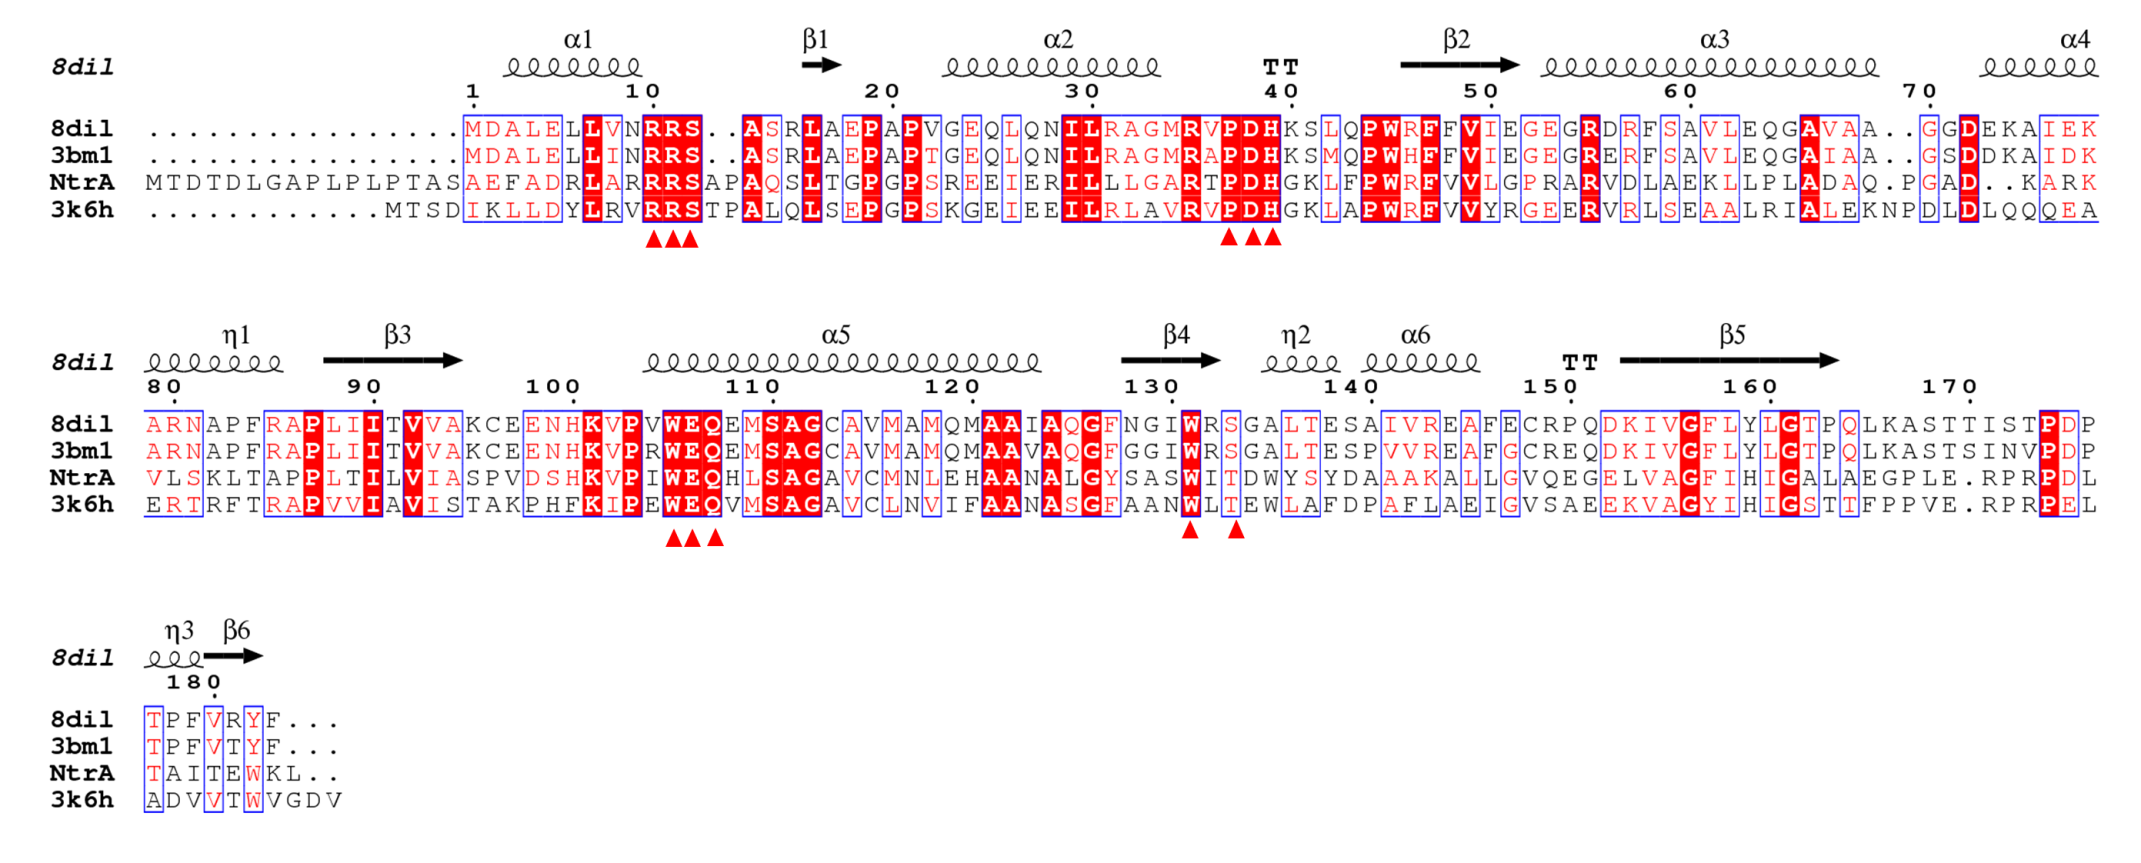 α1 β1 α2 β2 α3 α4
8dil TT
1 10 20 30 40 50 60 70
8dil ................MDALELLVNRRS..ASRLAEPAPVGEQLQNILRAGMRVPDHKSLQPWRFFVIEGEGRDRFSAVLEQGAVAA..GGDEKAIEK
3bm1 ................MDALELLINRRS..ASRLAEPAPTGEQLQNILRAGMRAPDHKSMQPWHFFVIEGEGRERFSAVLEQGAIAA..GSDDKAIDK
NtrA MTDTDLGAPLPLPTASAEFADRLARRRSAPAQSLTGPGPSREEIERILLLGARTPDHGKLFPWRFVVLGPRARVDLAEKLLPLADAQ.PGAD..KARK
3k6h ............MTSDIKLLDYLRVRRSTPALQLSEPGPSKGEIEEILRLAVRVPDHGKLAPWRFVVYRGEERVRLSEAALRIALEKNPDLDLQQQEA
η1 β3 α5 β4 η2 α6 β5
8dil TT
80 90 100 110 120 130 140 150 160 170
8dil ARNAPFRAPLIITVVAKCEENHKVPVWEQEMSAGCAVMAMQMAAIAQGFNGIWRSGALTESAIVREAFECRPQDKIVGFLYLGTPQLKASTTISTPDP
3bm1 ARNAPFRAPLIITVVAKCEENHKVPRWEQEMSAGCAVMAMQMAAVAQGFGGIWRSGALTESPVVREAFGCREQDKIVGFLYLGTPQLKASTSINVPDP
NtrA VLSKLTAPPLTILVIASPVDSHKVPIWEQHLSAGAVCMNLEHAANALGYSASWITDWYSYDAAAKALLGVQEGELVAGFIHIGALAEGPLE.RPRPDL
3k6h ERTRFTRAPVVIAVISTAKPHFKIPEWEQVMSAGAVCLNVIFAANASGFAANWLTEWLAFDPAFLAEIGVSAEEKVAGYIHIGSTTFPPVE.RPRPEL
η3 β6
8dil
180
8dil TPFVRYF...
3bm1 TPFVTYF...
NtrA TAITEWKL..
3k6h ADVVTWVGDV